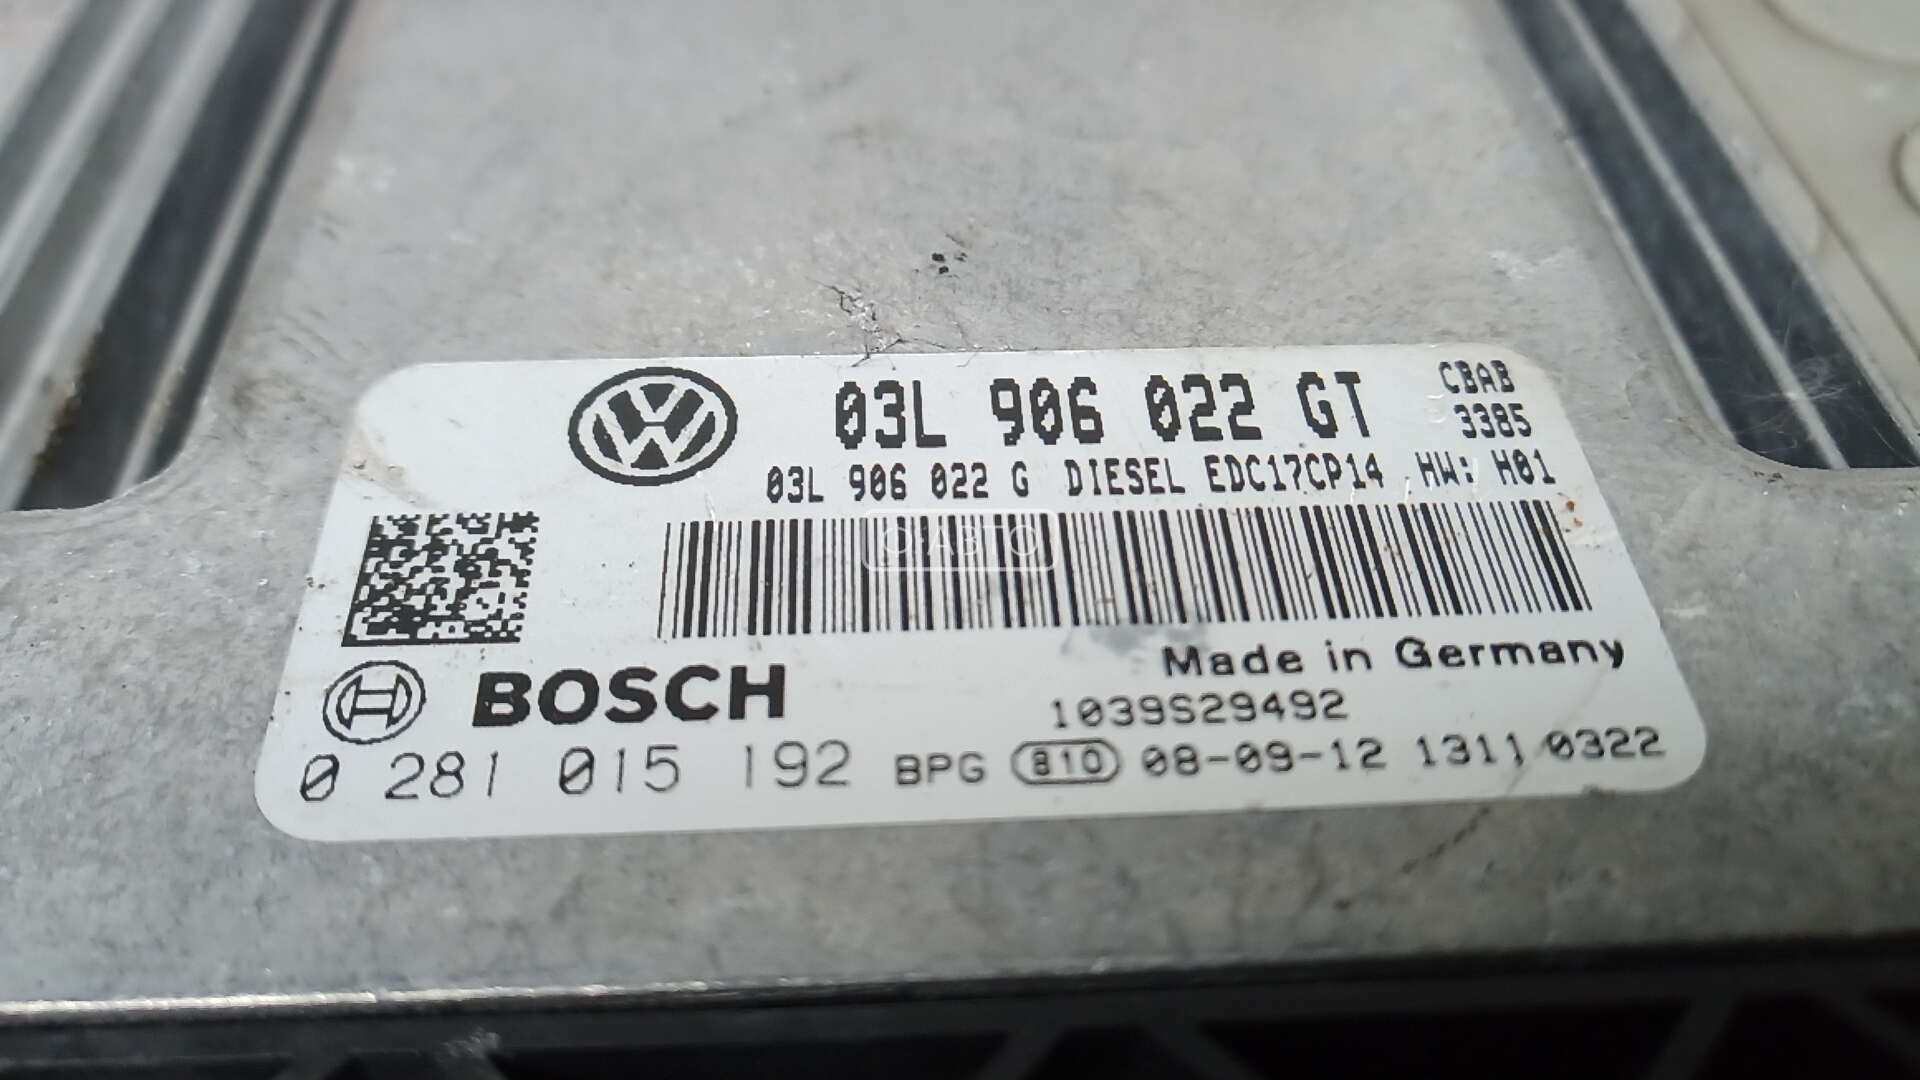 03L 906 022 GT
CBAB
3385
03L 906 022 G DIESEL EDC17CP14 HW: H01
О·АВТО
Made in Germany
BOSCH
1039S29492
0 281 015 192 BPG 810 08-09-12 1311 0322